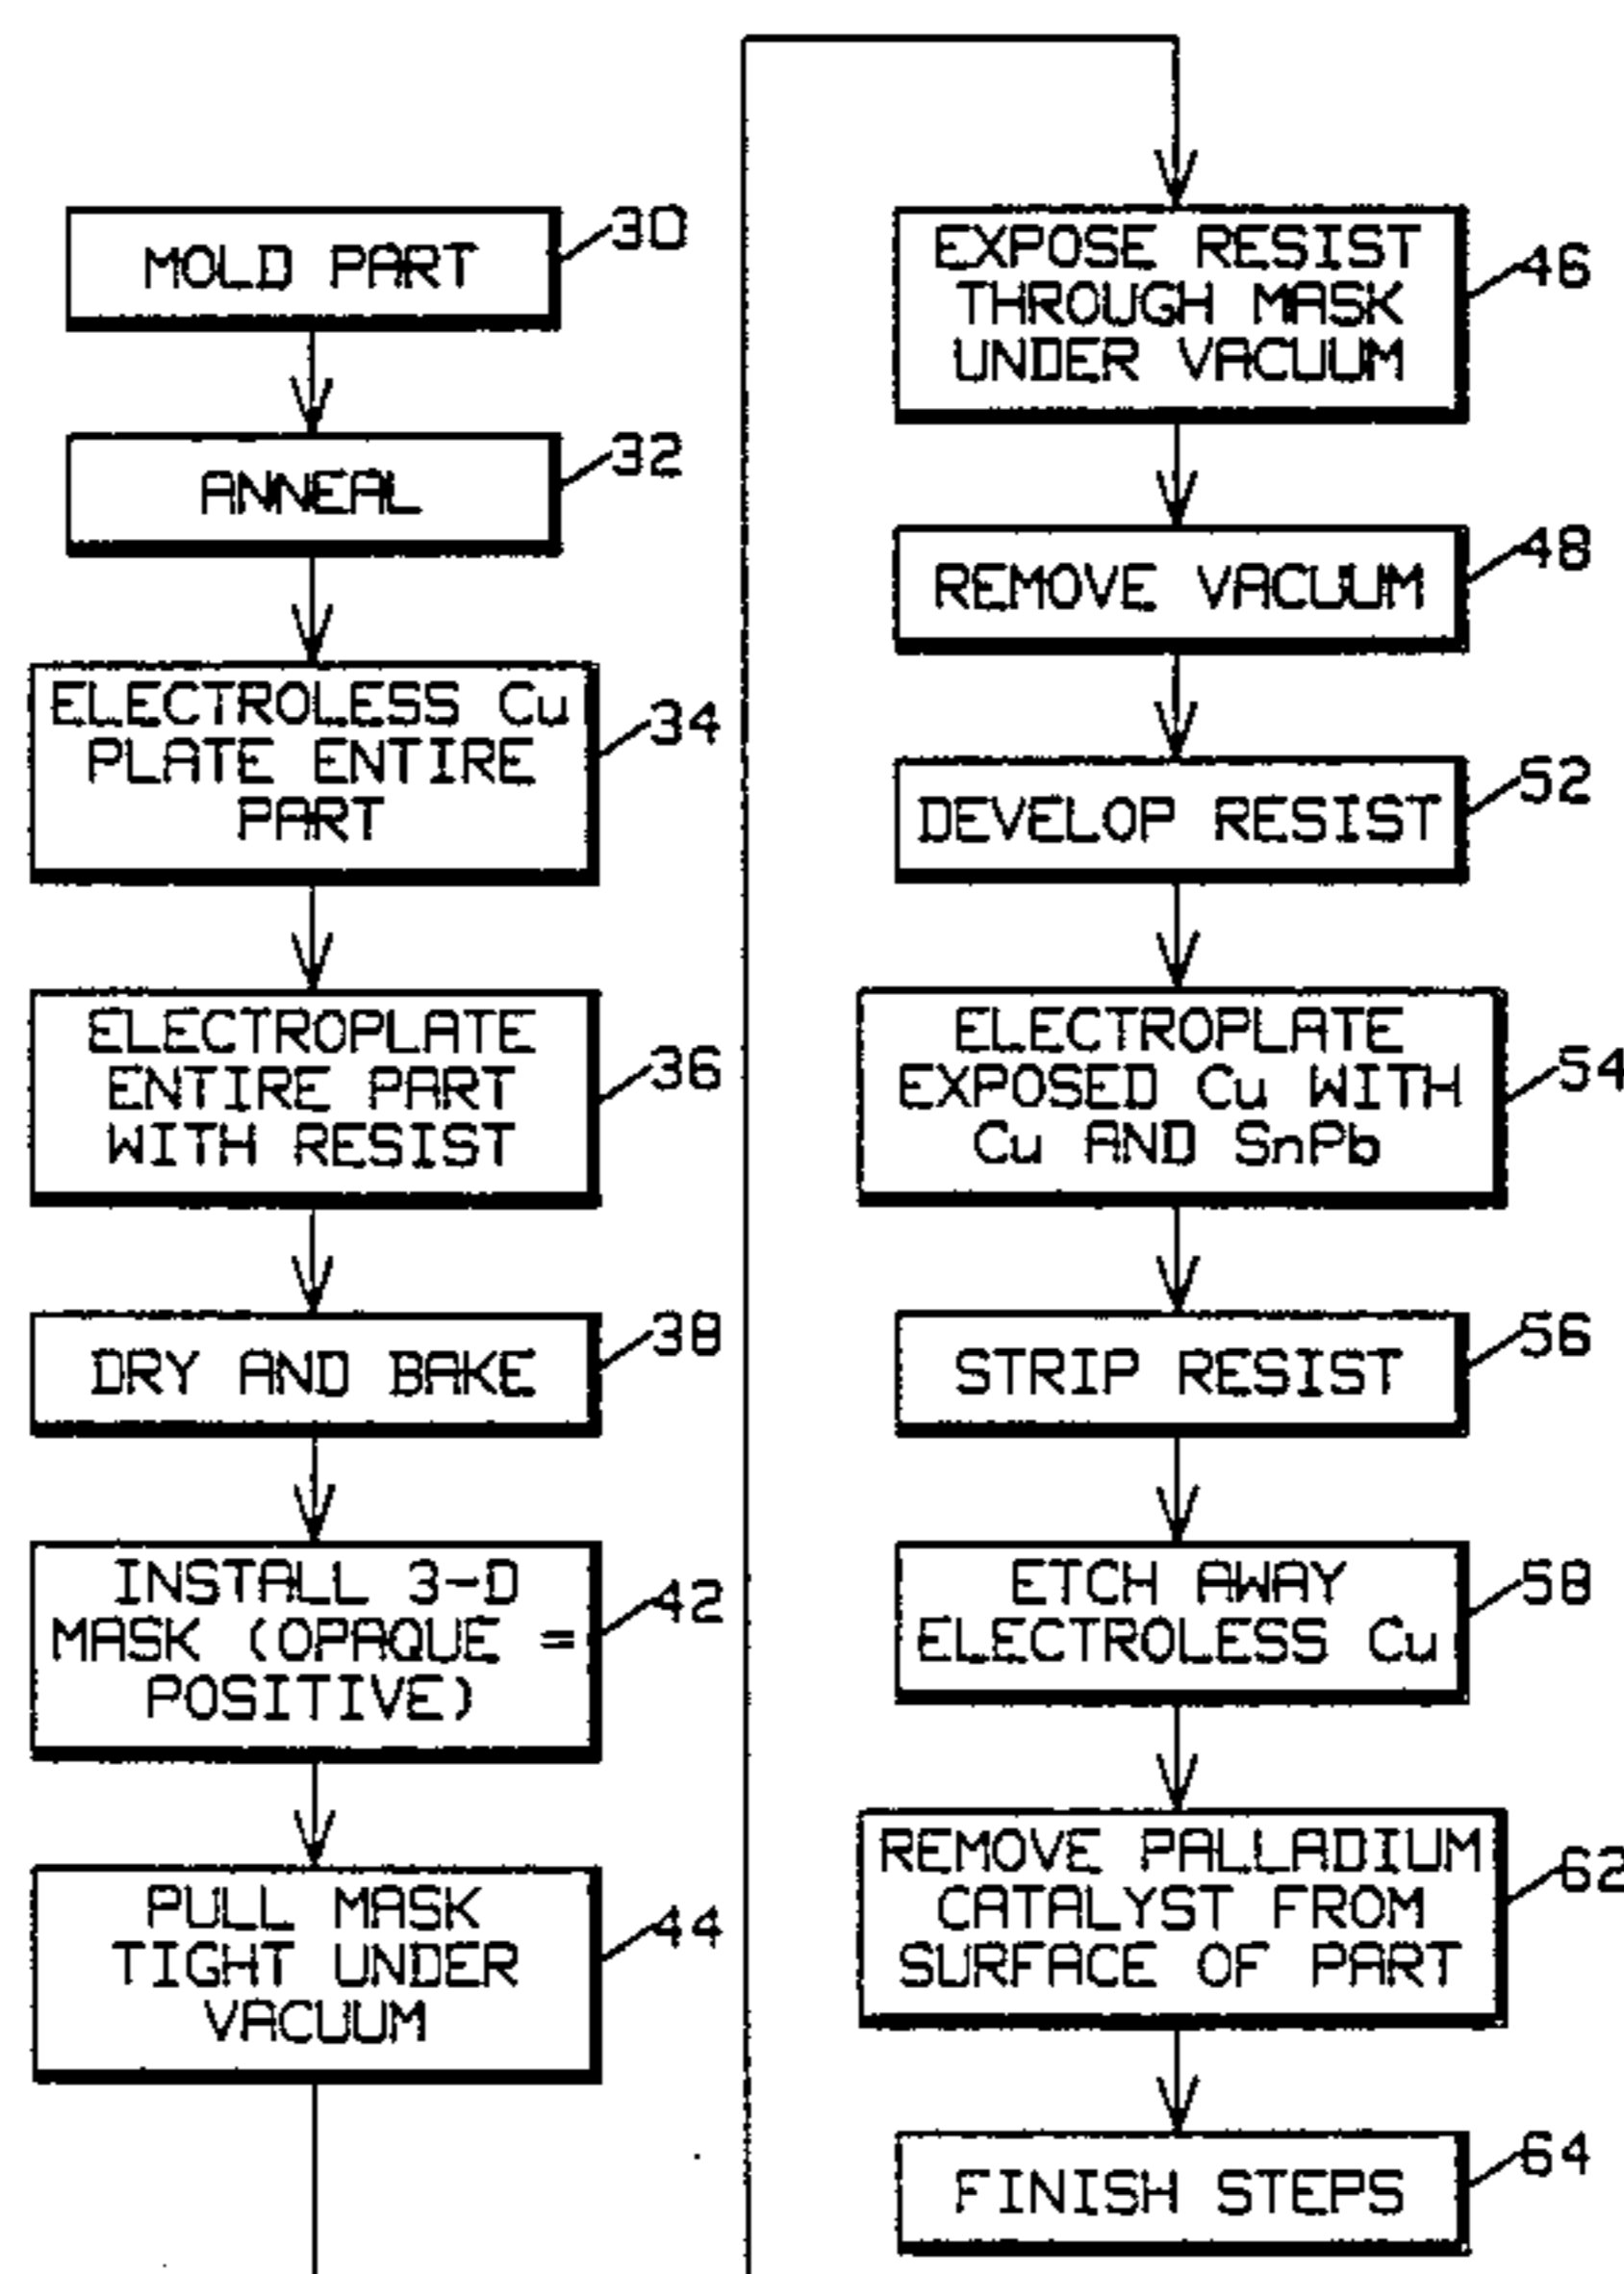 MOLD PART
30
ANNEAL
32
ELECTROLESS Cu
PLATE ENTIRE
PART
34
ELECTROPLATE
ENTIRE PART
WITH RESIST
36
DRY AND BAKE
38
INSTALL 3-D
MASK (OPAQUE =
POSITIVE)
42
PULL MASK
TIGHT UNDER
VACUUM
44
EXPOSE RESIST
THROUGH MASK
UNDER VACUUM
46
REMOVE VACUUM
48
DEVELOP RESIST
52
ELECTROPLATE
EXPOSED Cu WITH
Cu AND SnPb
54
STRIP RESIST
56
ETCH AWAY
ELECTROLESS Cu
58
REMOVE PALLADIUM
CATALYST FROM
SURFACE OF PART
62
FINISH STEPS
64